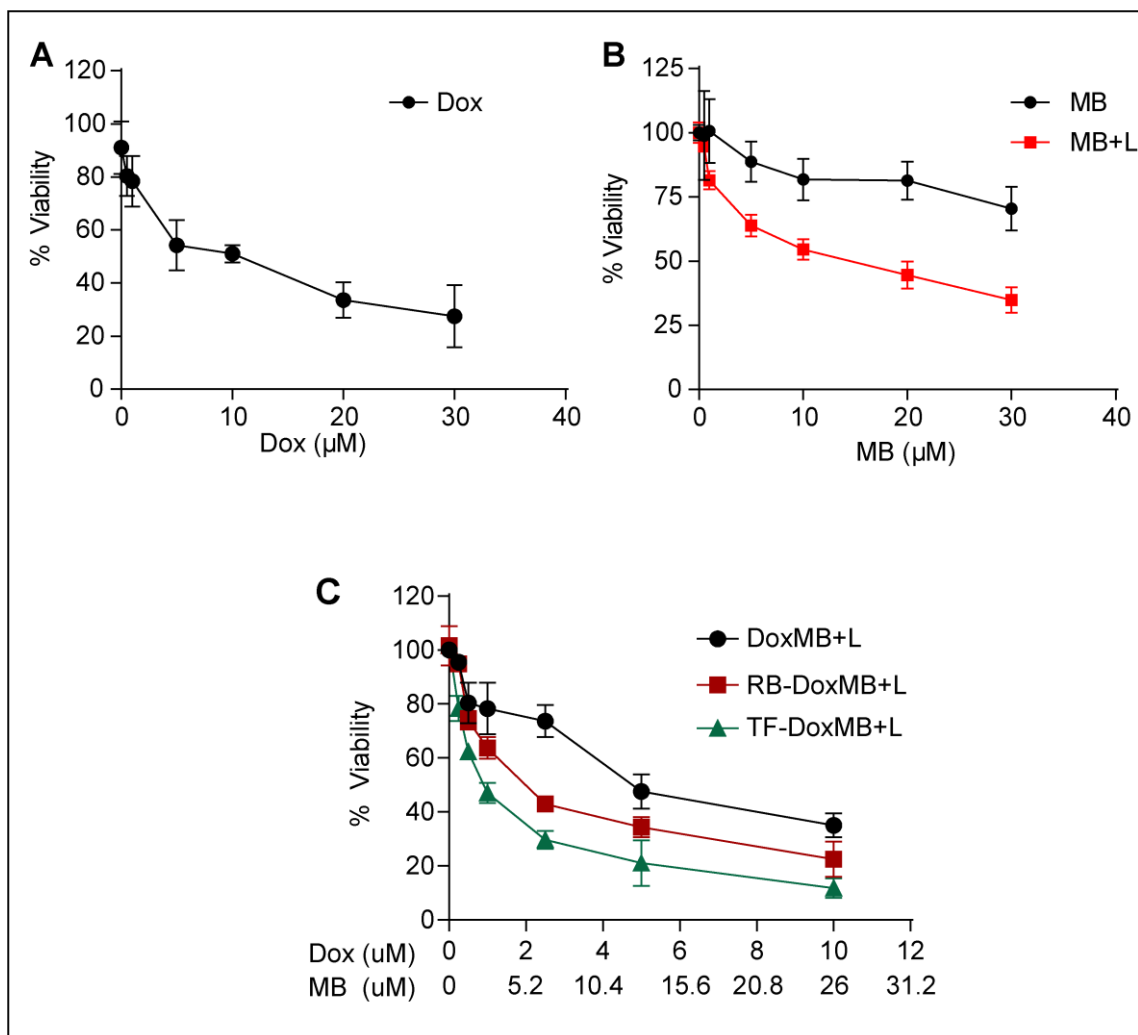 A
120
100
80
60
40
20
0
% Viability
Dox
0 10 20 30 40
Dox (µM)
B
125
100
75
50
25
0
% Viability
MB
MB+L
0 10 20 30 40
MB (µM)
C
120
100
80
60
40
20
0
% Viability
DoxMB+L
RB-DoxMB+L
TF-DoxMB+L
Dox (uM) 0 2 4 6 8 10 12
MB (uM) 0 5.2 10.4 15.6 20.8 26 31.2